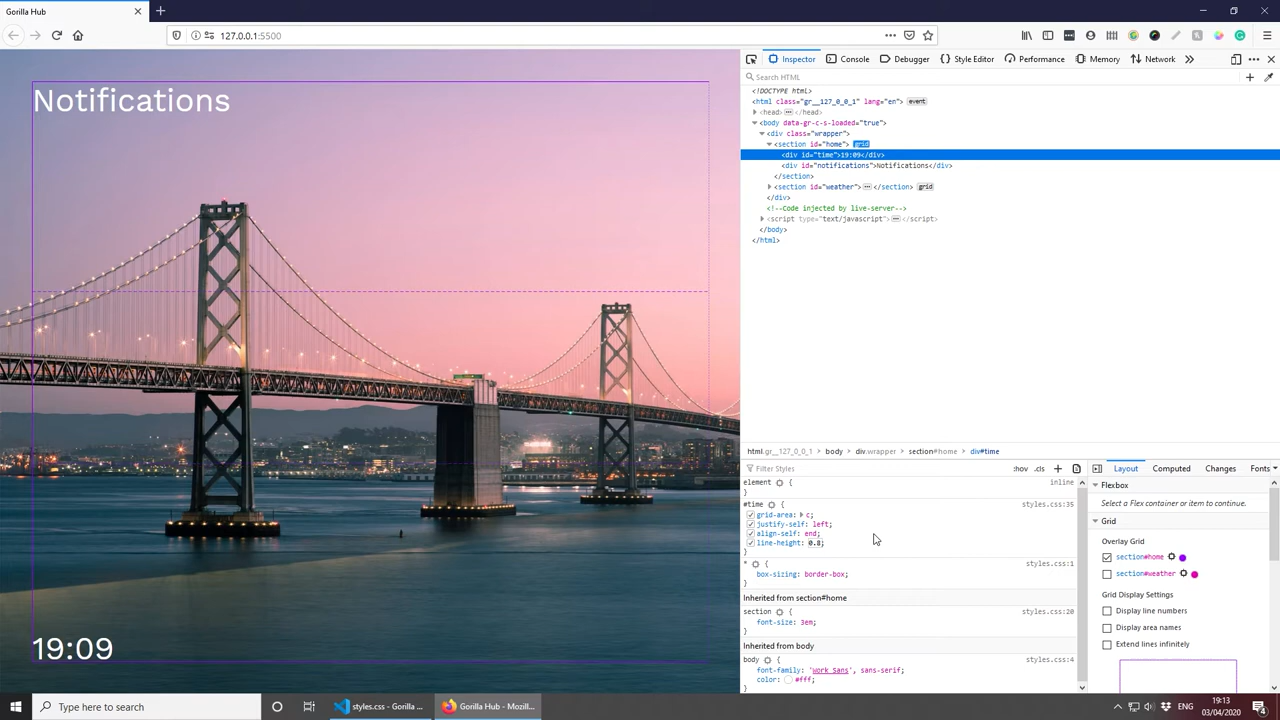 Gorilla Hub
127.0.0.1:5500
Inspector
Console
Debugger
Style Editor
Performance
Memory
Network
Search HTML
<!DOCTYPE html>
<html class="gr__127_0_0_1" lang="en"> event
<head> </head>
<body data-gr-c-s-loaded="true">
<div class="wrapper">
<section id="home"> grid
<div id="time">19:09</div>
<div id="notifications">Notifications</div>
</section>
<section id="weather"> </section> grid
</div>
<!--Code injected by live-server-->
<script type="text/javascript"> </script>
</body>
</html>
Notifications
19:09
html.gr__127_0_0_1
body
div.wrapper
section#home
div#time
Filter Styles
:hov .cls
element {
inline
}
#time {
styles.css:35
grid-area: c;
justify-self: left;
align-self: end;
line-height: 0.8;
}
* {
styles.css:1
box-sizing: border-box;
}
Inherited from section#home
section {
styles.css:20
font-size: 3em;
}
Inherited from body
body {
styles.css:4
font-family: 'Work Sans', sans-serif;
color: #fff;
}
Layout
Computed
Changes
Fonts
Flexbox
Select a Flex container or item to continue.
Grid
Overlay Grid
section#home
section#weather
Grid Display Settings
Display line numbers
Display area names
Extend lines infinitely
Type here to search
styles.css - Gorilla ...
Gorilla Hub - Mozill...
ENG
19:13
03/04/2020
4